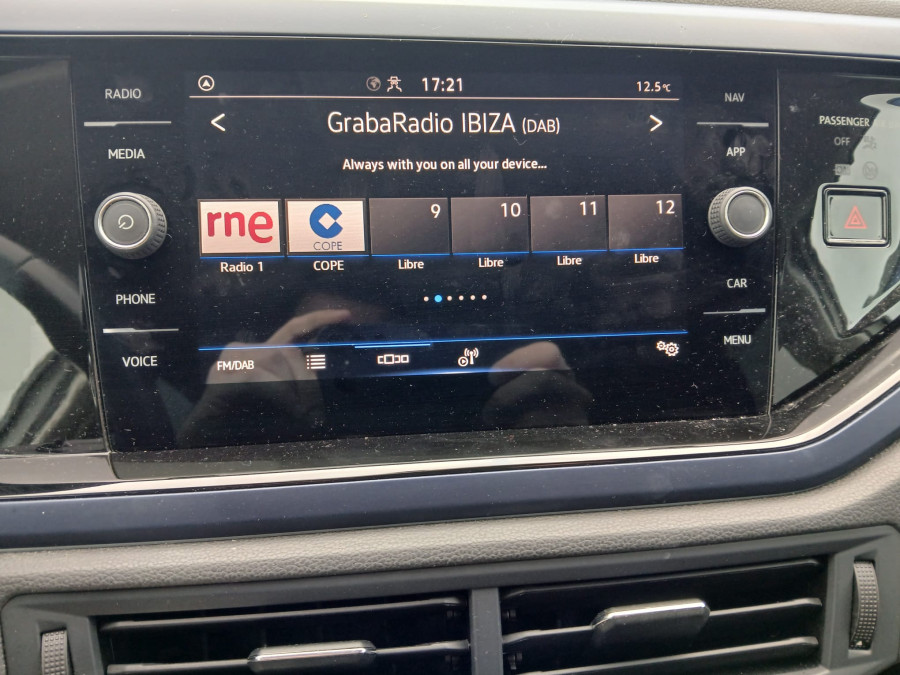 RADIO
MEDIA
PHONE
VOICE
17:21
12.5°C
GrabaRadio IBIZA (DAB)
Always with you on all your device...
rne
COPE
9
10
11
12
Radio 1
COPE
Libre
Libre
Libre
Libre
FM/DAB
NAV
APP
CAR
MENU
PASSENGER
OFF